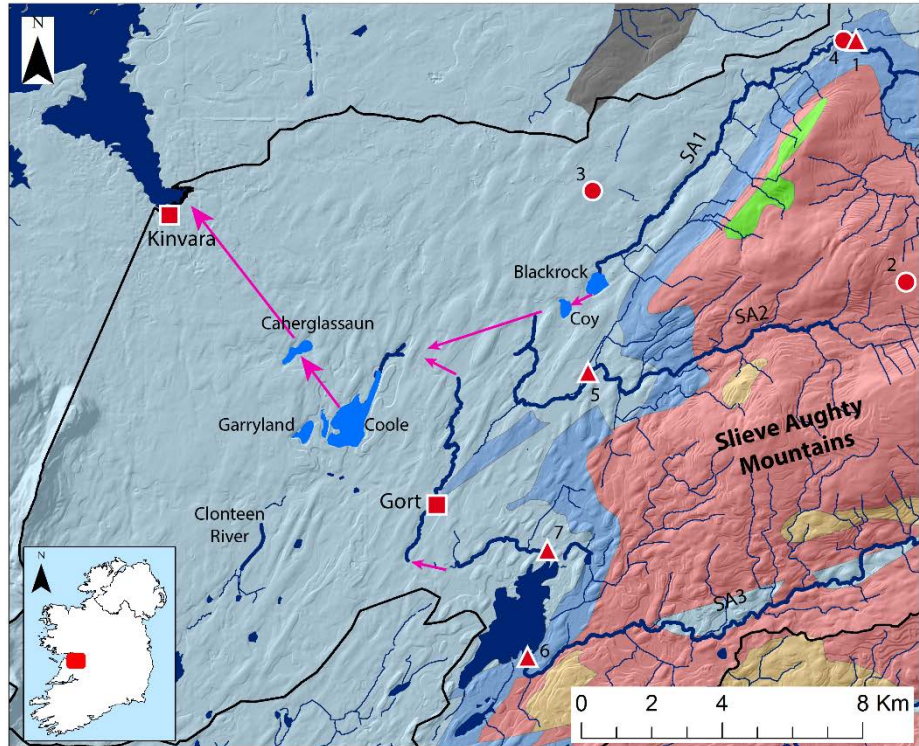 N
4
1
SA1
3
2
Kinvara
Blackrock
Coy
SA2
Caherglassaun
5
Garryland
Coole
Slieve Aughty
Mountains
Gort
Clonteen
River
7
N
SA3
6
0 2 4 8 Km